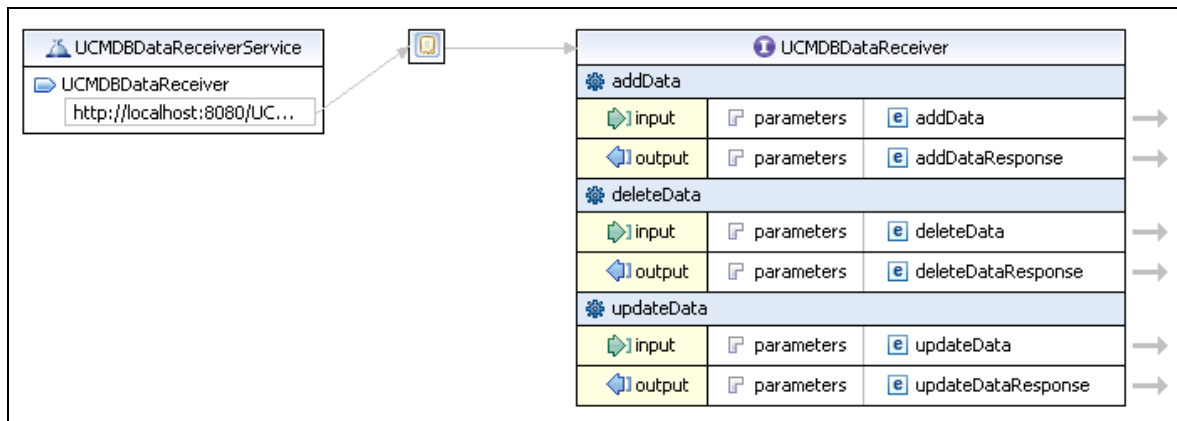 UCMDBDataReceiverService
UCMDBDataReceiver
http://localhost:8080/UC...
I UCMDBDataReceiver
addData
input parameters e addData
output parameters e addDataResponse
deleteData
input parameters e deleteData
output parameters e deleteDataResponse
updateData
input parameters e updateData
output parameters e updateDataResponse